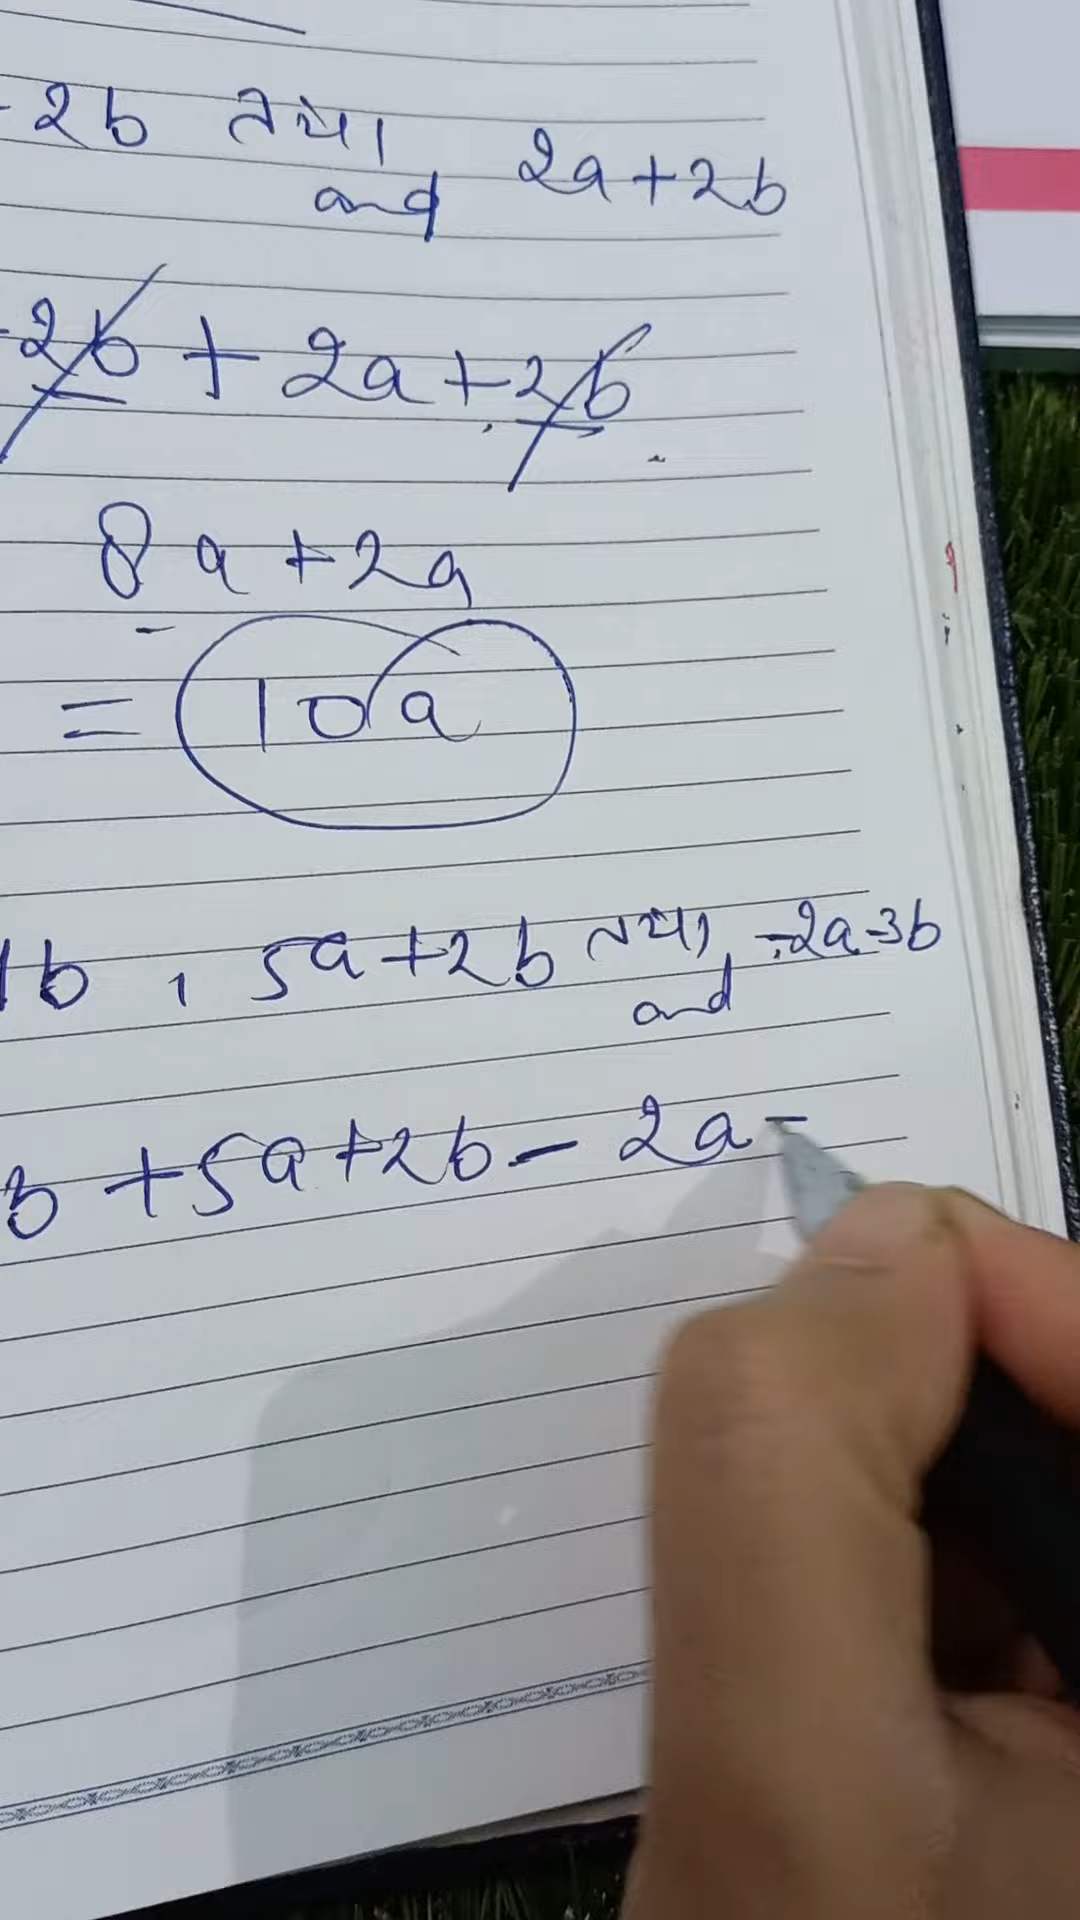 -2b तथा 2a+2b
and
-2b + 2a+2b
8a+2a
= 10a
1b, 5a+2b तथा -2a-3b
and
b +5a+2b-2a-